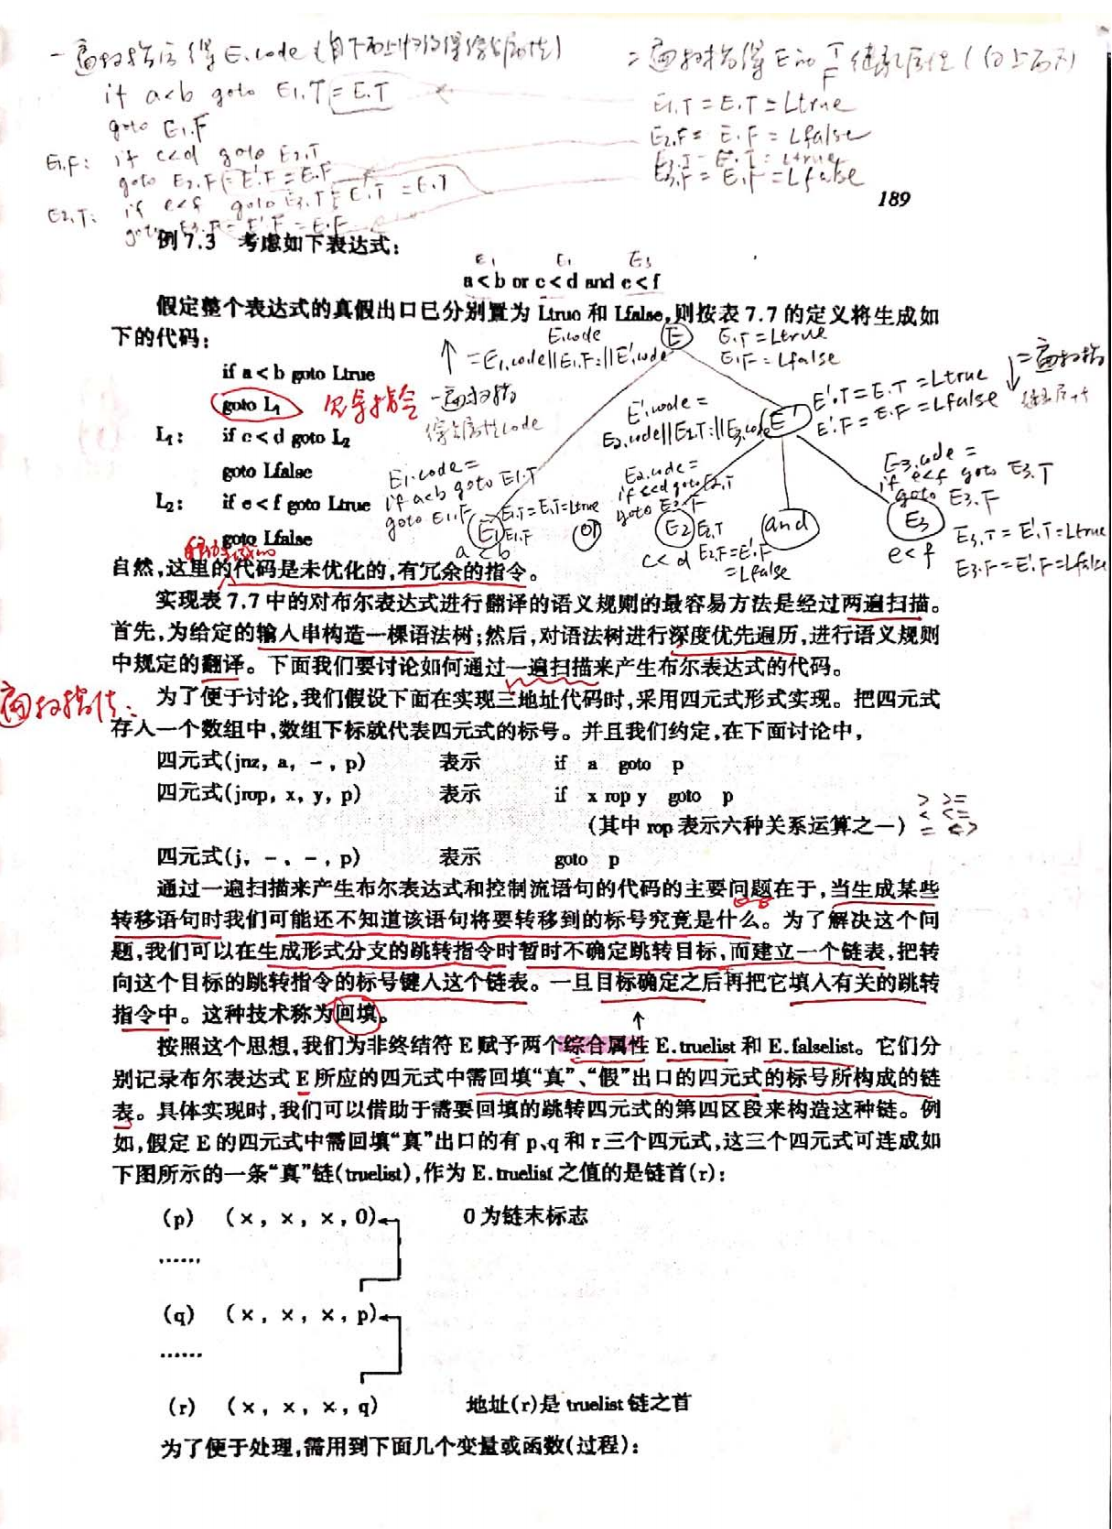 一遍扫描后得 E.code (自下而上归约得综合属性)
if a<b goto E1.T = E.T
goto E1.F
E1.F: if c<d goto E2.T
goto E2.F = E'.F = E.F
E2.T: if e<f goto E3.T = E'.T = E.T
goto E3.F = E'.F = E.F
二遍扫描得E的 T F 继承属性(自上而下)
E1.T = E.T = Ltrue
E2.F = E'.F = Lfalse
E3.T = E'.T = Ltrue
E3.F = E'.F = Lfalse
189
例7.3 考虑如下表达式:
E1 E1 E3
a<b or c<d and e<f
假定整个表达式的真假出口已分别置为 Ltruo 和 Lfalse,则按表7.7的定义将生成如
下的代码:
if a<b goto Ltrue
goto L1 冗余指令
L1: if c<d goto L2
goto Lfalse
L2: if e<f goto Ltrue
goto Lfalse
E.code
= E1.code||E1.F:||E'.code
E
E.T = Ltrue
E.F = Lfalse
一遍扫描
综合属性code
E'.code =
E2.code||E2.T:||E3.code
E'
E'.T = E.T = Ltrue
E'.F = E.F = Lfalse
二遍扫描
继承属性
E1.code =
if a<b goto E1.T
goto E1.F
E1 E1.T = E.T = Ltrue
E1.F
a<b
or
E2.code =
if c<d goto E2.T
goto E2.F
E2 E2.T
c<d E2.F = E'.F
= Lfalse
and
E3.code =
if e<f goto E3.T
goto E3.F
E3
e<f
E3.T = E'.T = Ltrue
E3.F = E'.F = Lfalse
自然,这里的代码是未优化的,有冗余的指令。
实现表7.7中的对布尔表达式进行翻译的语义规则的最容易方法是经过两遍扫描。
首先,为给定的输入串构造一棵语法树;然后,对语法树进行深度优先遍历,进行语义规则
中规定的翻译。下面我们要讨论如何通过一遍扫描来产生布尔表达式的代码。
遍扫描法:
为了便于讨论,我们假设下面在实现三地址代码时,采用四元式形式实现。把四元式
存入一个数组中,数组下标就代表四元式的标号。并且我们约定,在下面讨论中,
四元式(jnz, a, -, p) 表示 if a goto p
四元式(jrop, x, y, p) 表示 if x rop y goto p
(其中 rop 表示六种关系运算之一)
> >=
< <=
= <>
四元式(j, -, -, p) 表示 goto p
通过一遍扫描来产生布尔表达式和控制流语句的代码的主要问题在于,当生成某些
转移语句时我们可能还不知道该语句将要转移到的标号究竟是什么。为了解决这个问
题,我们可以在生成形式分支的跳转指令时暂时不确定跳转目标,而建立一个链表,把转
向这个目标的跳转指令的标号键入这个链表。一旦目标确定之后再把它填入有关的跳转
指令中。这种技术称为回填。
按照这个思想,我们为非终结符 E 赋予两个综合属性 E.truelist 和 E.falselist。它们分
别记录布尔表达式 E 所应的四元式中需回填“真”、“假”出口的四元式的标号所构成的链
表。具体实现时,我们可以借助于需要回填的跳转四元式的第四区段来构造这种链。例
如,假定 E 的四元式中需回填“真”出口的有 p、q 和 r 三个四元式,这三个四元式可连成如
下图所示的一条“真”链(truelist),作为 E.truelist 之值的是链首(r):
(p) (×, ×, ×, 0) 0 为链末标志
……
(q) (×, ×, ×, p)
……
(r) (×, ×, ×, q) 地址(r)是 truelist 链之首
为了便于处理,需用到下面几个变量或函数(过程):